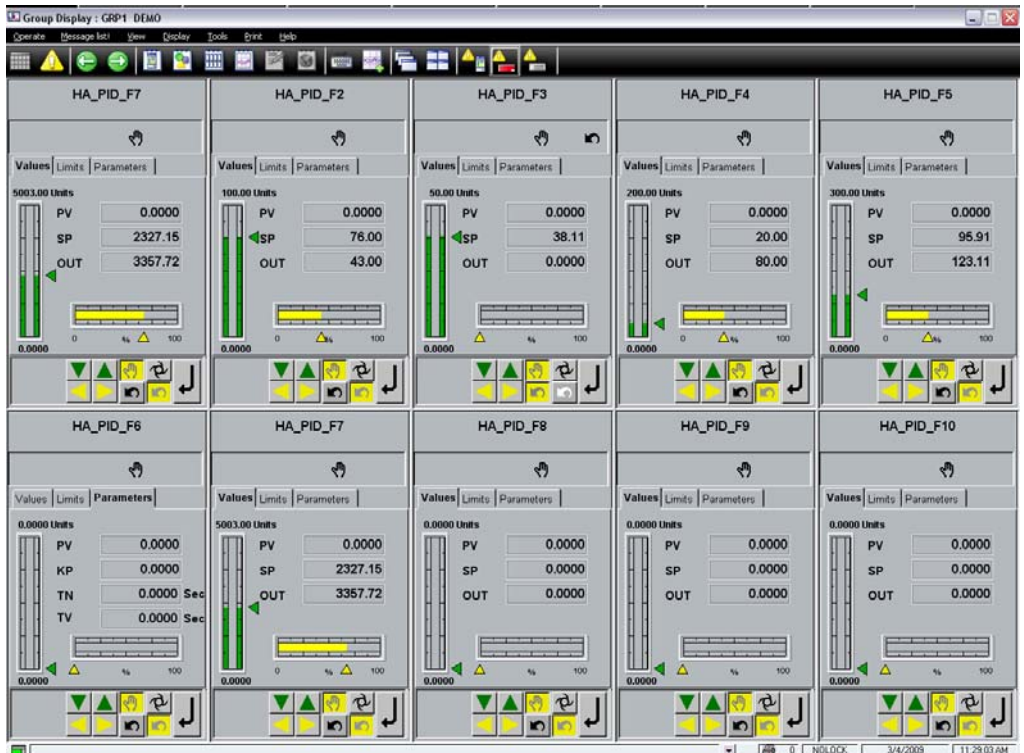 Group Display : GRP1 DEMO
Operate Message list! View Display Tools Print Help
HA_PID_F7
Values Limits Parameters
5003.00 Units
PV 0.0000
SP 2327.15
OUT 3357.72
0 % 100
0.0000
HA_PID_F2
Values Limits Parameters
100.00 Units
PV 0.0000
SP 76.00
OUT 43.00
0 % 100
0.0000
HA_PID_F3
Values Limits Parameters
50.00 Units
PV 0.0000
SP 38.11
OUT 0.0000
% 100
0.0000
HA_PID_F4
Values Limits Parameters
200.00 Units
PV 0.0000
SP 20.00
OUT 80.00
0 % 100
0.0000
HA_PID_F5
Values Limits Parameters
300.00 Units
PV 0.0000
SP 95.91
OUT 123.11
0 % 100
0.0000
HA_PID_F6
Values Limits Parameters
0.0000 Units
PV 0.0000
KP 0.0000
TN 0.0000 Sec
TV 0.0000 Sec
% 100
0.0000
HA_PID_F7
Values Limits Parameters
5003.00 Units
PV 0.0000
SP 2327.15
OUT 3357.72
0 % 100
0.0000
HA_PID_F8
Values Limits Parameters
0.0000 Units
PV 0.0000
SP 0.0000
OUT 0.0000
% 100
0.0000
HA_PID_F9
Values Limits Parameters
0.0000 Units
PV 0.0000
SP 0.0000
OUT 0.0000
% 100
0.0000
HA_PID_F10
Values Limits Parameters
0.0000 Units
PV 0.0000
SP 0.0000
OUT 0.0000
% 100
0.0000
0 NOLOCK 3/4/2009 11:29:03 AM